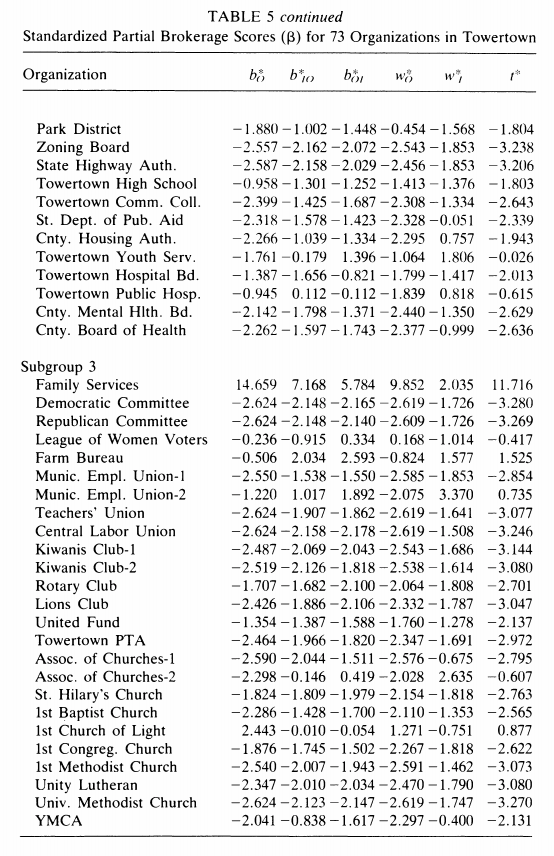 TABLE 5 continued
Standardized Partial Brokerage Scores (β) for 73 Organizations in Towertown
Organization b*O b*IO b*OI w*O w*I t*
Park District −1.880 −1.002 −1.448 −0.454 −1.568 −1.804
Zoning Board −2.557 −2.162 −2.072 −2.543 −1.853 −3.238
State Highway Auth. −2.587 −2.158 −2.029 −2.456 −1.853 −3.206
Towertown High School −0.958 −1.301 −1.252 −1.413 −1.376 −1.803
Towertown Comm. Coll. −2.399 −1.425 −1.687 −2.308 −1.334 −2.643
St. Dept. of Pub. Aid −2.318 −1.578 −1.423 −2.328 −0.051 −2.339
Cnty. Housing Auth. −2.266 −1.039 −1.334 −2.295 0.757 −1.943
Towertown Youth Serv. −1.761 −0.179 1.396 −1.064 1.806 −0.026
Towertown Hospital Bd. −1.387 −1.656 −0.821 −1.799 −1.417 −2.013
Towertown Public Hosp. −0.945 0.112 −0.112 −1.839 0.818 −0.615
Cnty. Mental Hlth. Bd. −2.142 −1.798 −1.371 −2.440 −1.350 −2.629
Cnty. Board of Health −2.262 −1.597 −1.743 −2.377 −0.999 −2.636
Subgroup 3
Family Services 14.659 7.168 5.784 9.852 2.035 11.716
Democratic Committee −2.624 −2.148 −2.165 −2.619 −1.726 −3.280
Republican Committee −2.624 −2.148 −2.140 −2.609 −1.726 −3.269
League of Women Voters −0.236 −0.915 0.334 0.168 −1.014 −0.417
Farm Bureau −0.506 2.034 2.593 −0.824 1.577 1.525
Munic. Empl. Union-1 −2.550 −1.538 −1.550 −2.585 −1.853 −2.854
Munic. Empl. Union-2 −1.220 1.017 1.892 −2.075 3.370 0.735
Teachers' Union −2.624 −1.907 −1.862 −2.619 −1.641 −3.077
Central Labor Union −2.624 −2.158 −2.178 −2.619 −1.508 −3.246
Kiwanis Club-1 −2.487 −2.069 −2.043 −2.543 −1.686 −3.144
Kiwanis Club-2 −2.519 −2.126 −1.818 −2.538 −1.614 −3.080
Rotary Club −1.707 −1.682 −2.100 −2.064 −1.808 −2.701
Lions Club −2.426 −1.886 −2.106 −2.332 −1.787 −3.047
United Fund −1.354 −1.387 −1.588 −1.760 −1.278 −2.137
Towertown PTA −2.464 −1.966 −1.820 −2.347 −1.691 −2.972
Assoc. of Churches-1 −2.590 −2.044 −1.511 −2.576 −0.675 −2.795
Assoc. of Churches-2 −2.298 −0.146 0.419 −2.028 2.635 −0.607
St. Hilary's Church −1.824 −1.809 −1.979 −2.154 −1.818 −2.763
1st Baptist Church −2.286 −1.428 −1.700 −2.110 −1.353 −2.565
1st Church of Light 2.443 −0.010 −0.054 1.271 −0.751 0.877
1st Congreg. Church −1.876 −1.745 −1.502 −2.267 −1.818 −2.622
1st Methodist Church −2.540 −2.007 −1.943 −2.591 −1.462 −3.073
Unity Lutheran −2.347 −2.010 −2.034 −2.470 −1.790 −3.080
Univ. Methodist Church −2.624 −2.123 −2.147 −2.619 −1.747 −3.270
YMCA −2.041 −0.838 −1.617 −2.297 −0.400 −2.131